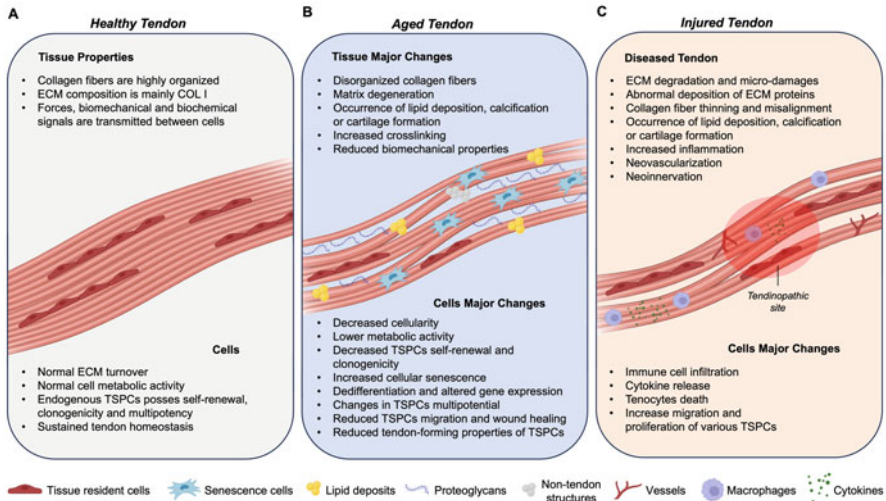 A
Healthy Tendon
Tissue Properties
• Collagen fibers are highly organized
• ECM composition is mainly COL I
• Forces, biomechanical and biochemical
signals are transmitted between cells
Cells
• Normal ECM turnover
• Normal cell metabolic activity
• Endogenous TSPCs posses self-renewal,
clonogenicity and multipotency
• Sustained tendon homeostasis
B
Aged Tendon
Tissue Major Changes
• Disorganized collagen fibers
• Matrix degeneration
• Occurrence of lipid deposition, calcification
or cartilage formation
• Increased crosslinking
• Reduced biomechanical properties
Cells Major Changes
• Decreased cellularity
• Lower metabolic activity
• Decreased TSPCs self-renewal and
clonogenicity
• Increased cellular senescence
• Dedifferentiation and altered gene expression
• Changes in TSPCs multipotential
• Reduced TSPCs migration and wound healing
• Reduced tendon-forming properties of TSPCs
C
Injured Tendon
Diseased Tendon
• ECM degradation and micro-damages
• Abnormal deposition of ECM proteins
• Collagen fiber thinning and misalignment
• Occurrence of lipid deposition, calcification
or cartilage formation
• Increased inflammation
• Neovascularization
• Neoinnervation
Tendinopathic
site
Cells Major Changes
• Immune cell infiltration
• Cytokine release
• Tenocytes death
• Increase migration and
proliferation of various TSPCs
Tissue resident cells
Senescence cells
Lipid deposits
Proteoglycans
Non-tendon
structures
Vessels
Macrophages
Cytokines